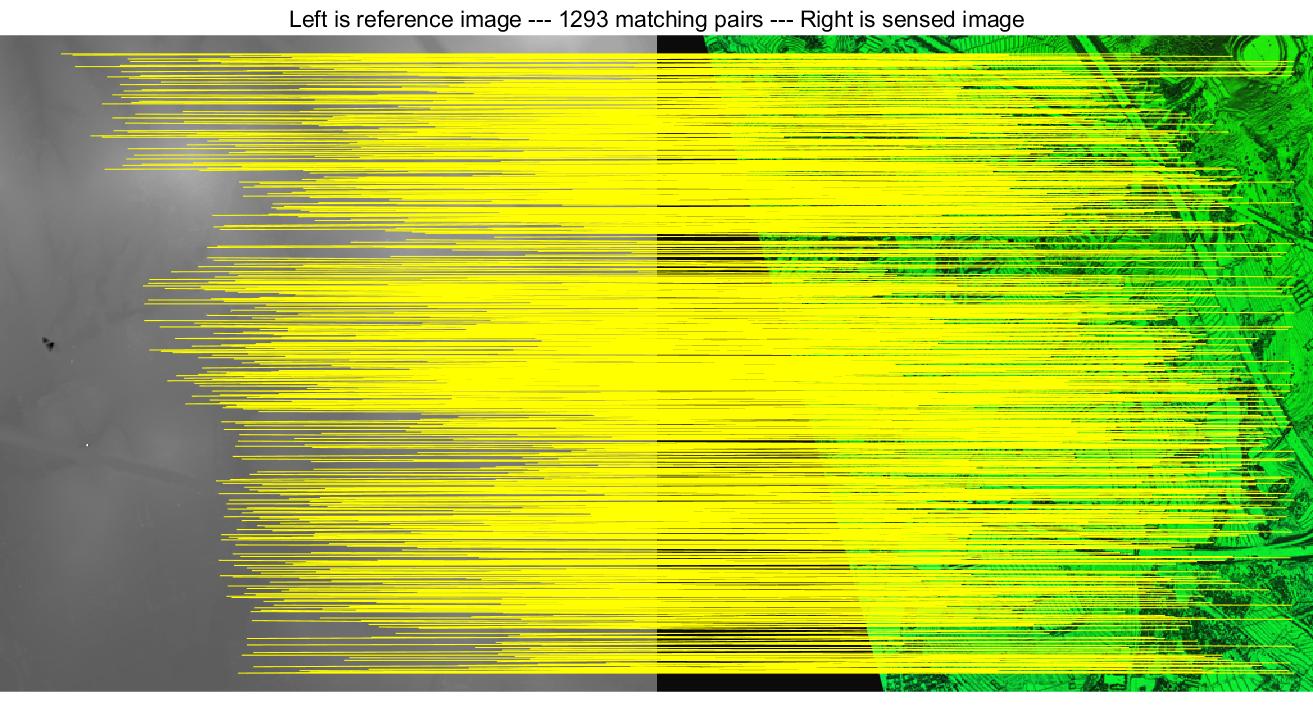 Left is reference image --- 1293 matching pairs --- Right is sensed image